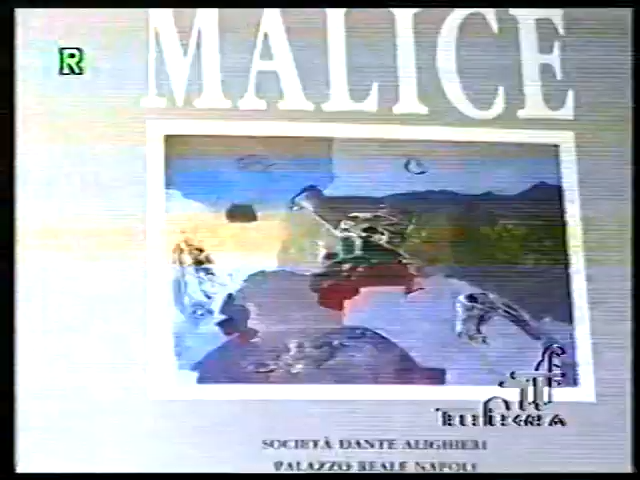 R
MALICE
SOCIETÀ DANTE ALIGHIERI
PALAZZO REALE NAPOLI